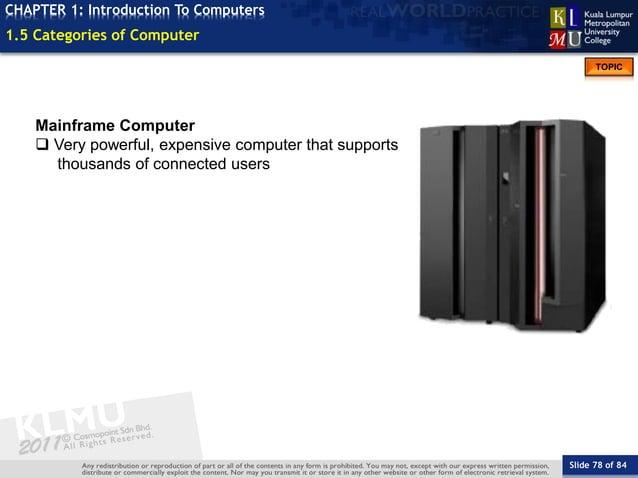 CHAPTER 1: Introduction To Computers
REALWORLDPRACTICE
KL MU
Kuala Lumpur
Metropolitan
University
College
1.5 Categories of Computer
TOPIC
Mainframe Computer
❑ Very powerful, expensive computer that supports
thousands of connected users
KLMU
2011© Cosmopoint Sdn Bhd.
All Rights Reserved.
Any redistribution or reproduction of part or all of the contents in any form is prohibited. You may not, except with our express written permission,
distribute or commercially exploit the content. Nor may you transmit it or store it in any other website or other form of electronic retrieval system.
Slide 78 of 84